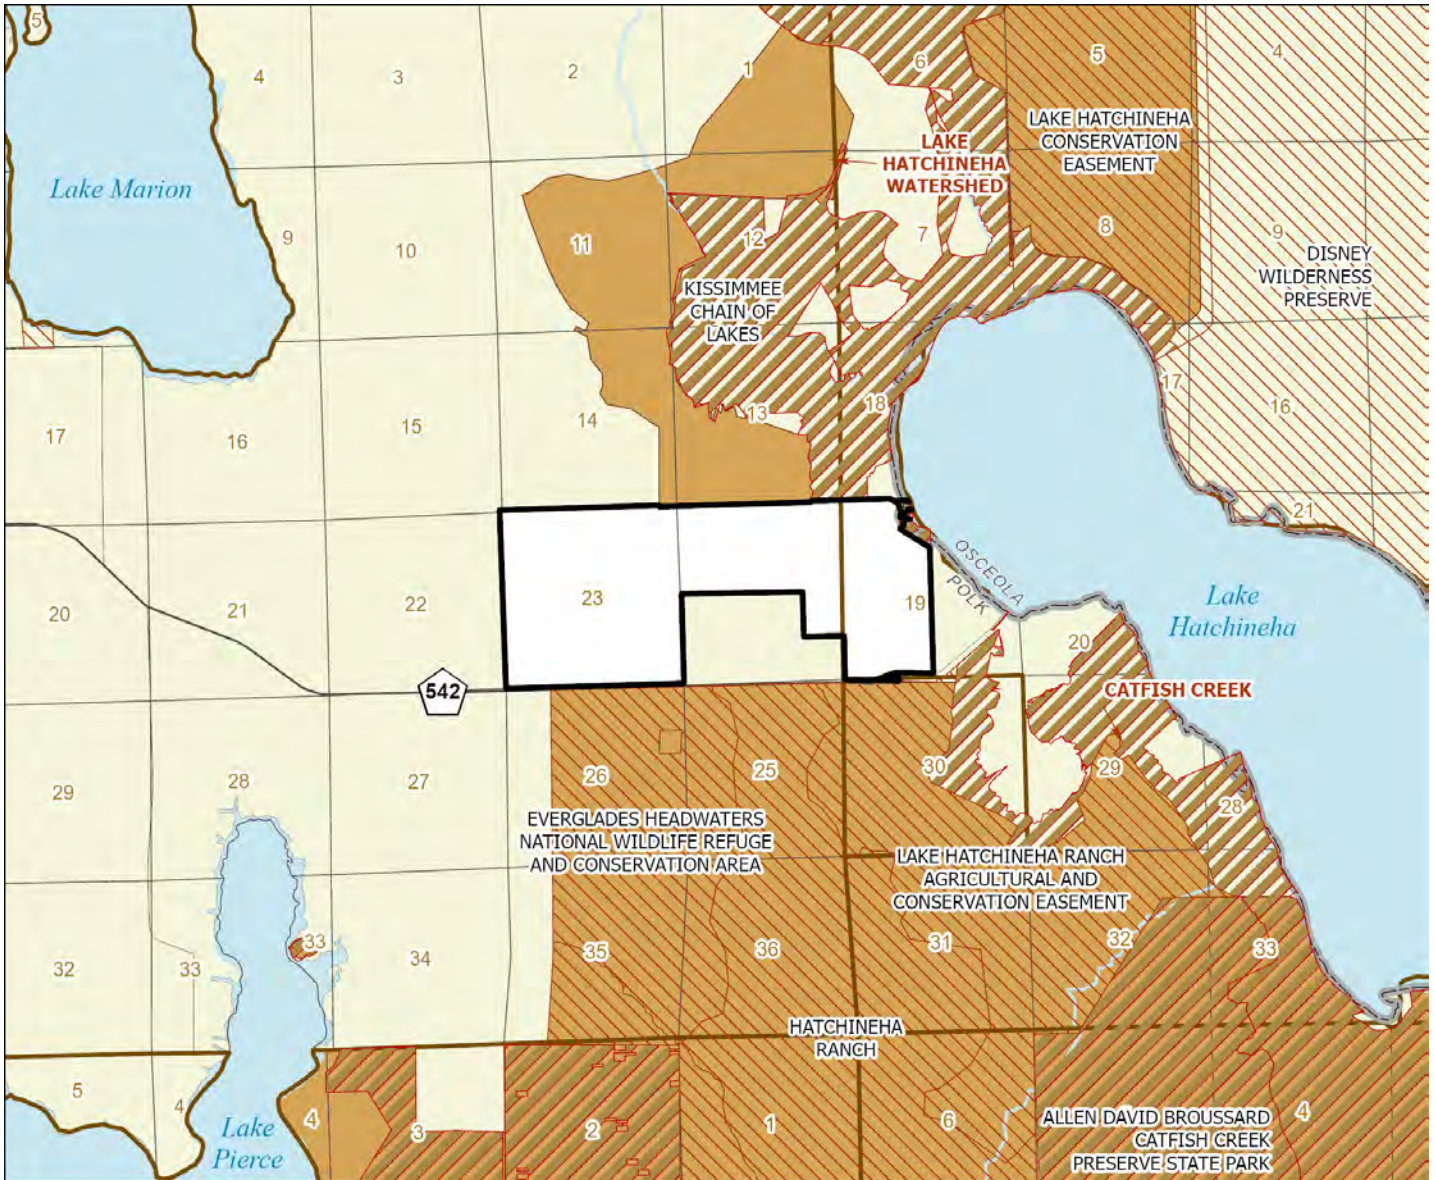 5
4
3
2
1
6
5
4
LAKE HATCHINEHA
CONSERVATION
EASEMENT
LAKE
HATCHINEHA
WATERSHED
Lake Marion
9
10
11
12
7
8
9
DISNEY
WILDERNESS
PRESERVE
KISSIMMEE
CHAIN OF
LAKES
17
16
15
14
13
18
17
16
21
20
21
22
23
19
OSCEOLA
POLK
Lake
Hatchineha
20
542
CATFISH CREEK
29
28
27
26
25
30
29
28
EVERGLADES HEADWATERS
NATIONAL WILDLIFE REFUGE
AND CONSERVATION AREA
LAKE HATCHINEHA RANCH
AGRICULTURAL AND
CONSERVATION EASEMENT
32
33
33
34
35
36
31
32
33
HATCHINEHA
RANCH
5
4
Lake
Pierce
4
3
2
1
6
4
ALLEN DAVID BROUSSARD
CATFISH CREEK
PRESERVE STATE PARK